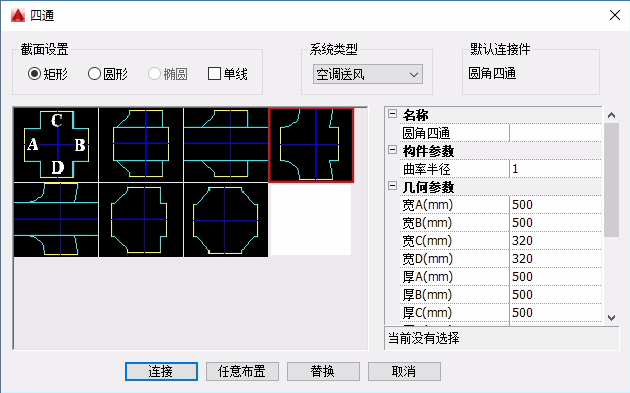 四通
截面设置
矩形 圆形 椭圆 单线
系统类型
空调送风
默认连接件
圆角四通
C
A B
D
名称
圆角四通
构件参数
曲率半径 1
几何参数
宽A(mm) 500
宽B(mm) 500
宽C(mm) 320
宽D(mm) 320
厚A(mm) 500
厚B(mm) 500
厚C(mm) 500
当前没有选择
连接 任意布置 替换 取消